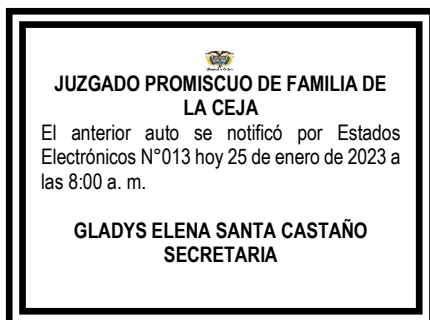 JUZGADO PROMISCUO DE FAMILIA DE
LA CEJA
El anterior auto se notificó por Estados
Electrónicos N°013 hoy 25 de enero de 2023 a
las 8:00 a. m.
GLADYS ELENA SANTA CASTAÑO
SECRETARIA